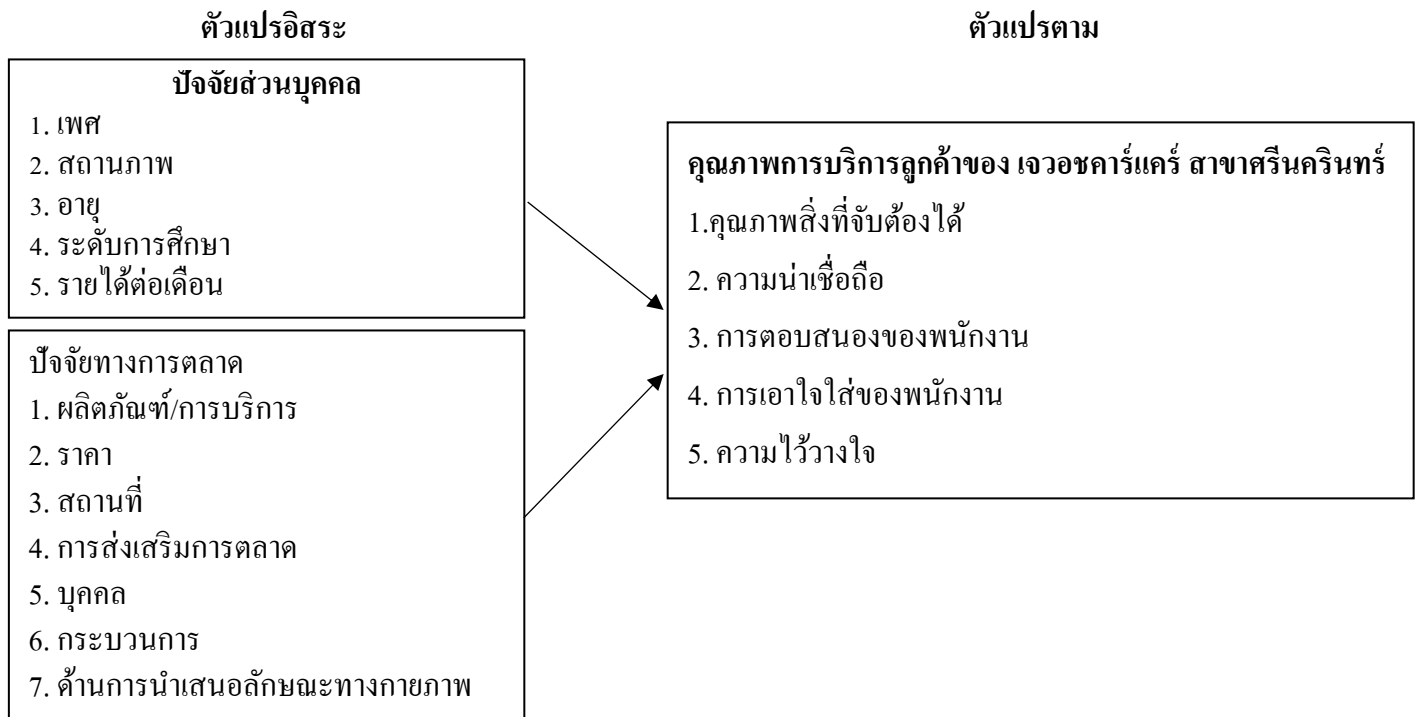 ตัวแปรอิสระ
ตัวแปรตาม
ปัจจัยส่วนบุคคล
1. เพศ
2. สถานภาพ
3. อายุ
4. ระดับการศึกษา
5. รายได้ต่อเดือน
ปัจจัยทางการตลาด
1. ผลิตภัณฑ์/การบริการ
2. ราคา
3. สถานที่
4. การส่งเสริมการตลาด
5. บุคคล
6. กระบวนการ
7. ด้านการนำเสนอลักษณะทางกายภาพ
คุณภาพการบริการลูกค้าของ เจวอชคาร์แคร์ สาขาศรีนครินทร์
1.คุณภาพสิ่งที่จับต้องได้
2. ความน่าเชื่อถือ
3. การตอบสนองของพนักงาน
4. การเอาใจใส่ของพนักงาน
5. ความไว้วางใจ